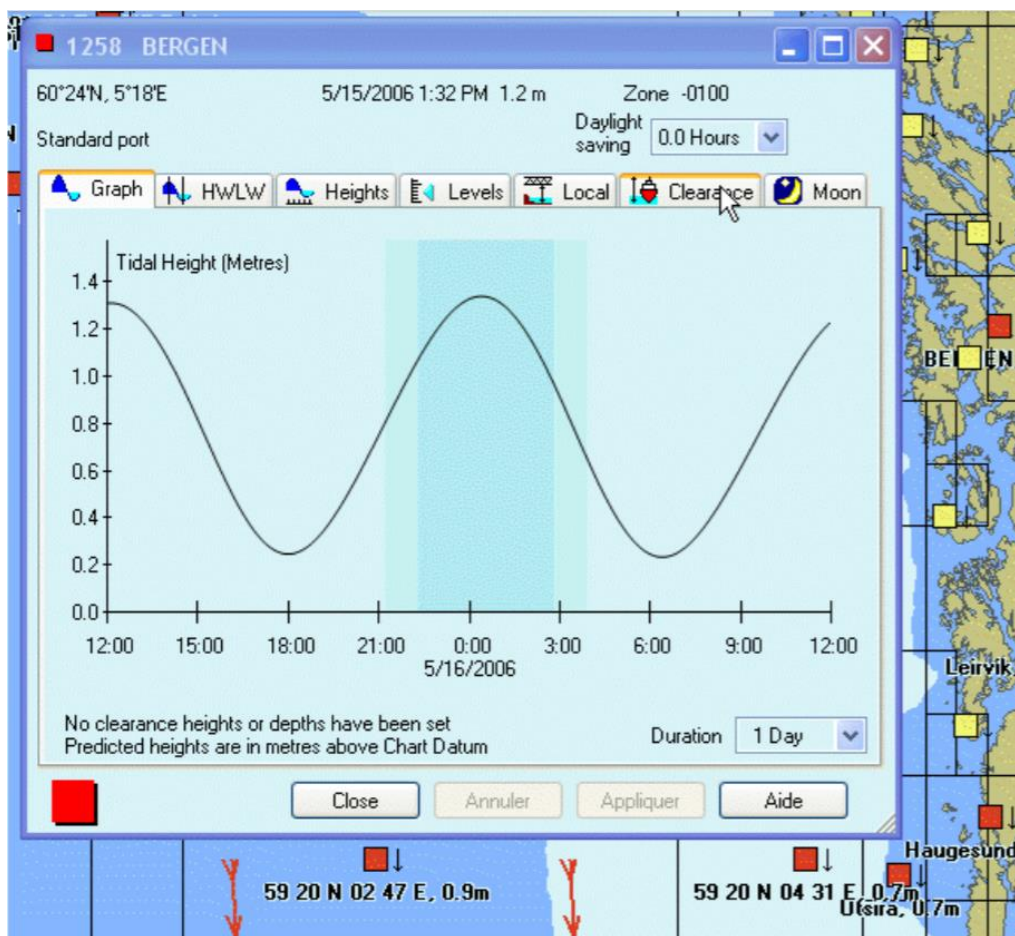 1258 BERGEN
60°24'N, 5°18'E 5/15/2006 1:32 PM 1.2 m Zone -0100
Standard port Daylight saving 0.0 Hours
Graph HWLW Heights Levels Local Clearance Moon
Tidal Height (Metres)
1.4
1.2
1.0
0.8
0.6
0.4
0.2
0.0
12:00 15:00 18:00 21:00 0:00 3:00 6:00 9:00 12:00
5/16/2006
No clearance heights or depths have been set
Predicted heights are in metres above Chart Datum
Duration 1 Day
Close Annuler Appliquer Aide
Leirvik,
Haugesund
59 20 N 02 47 E, 0.9m
59 20 N 04 31 E, 0.7m
Utsira, 0.7m